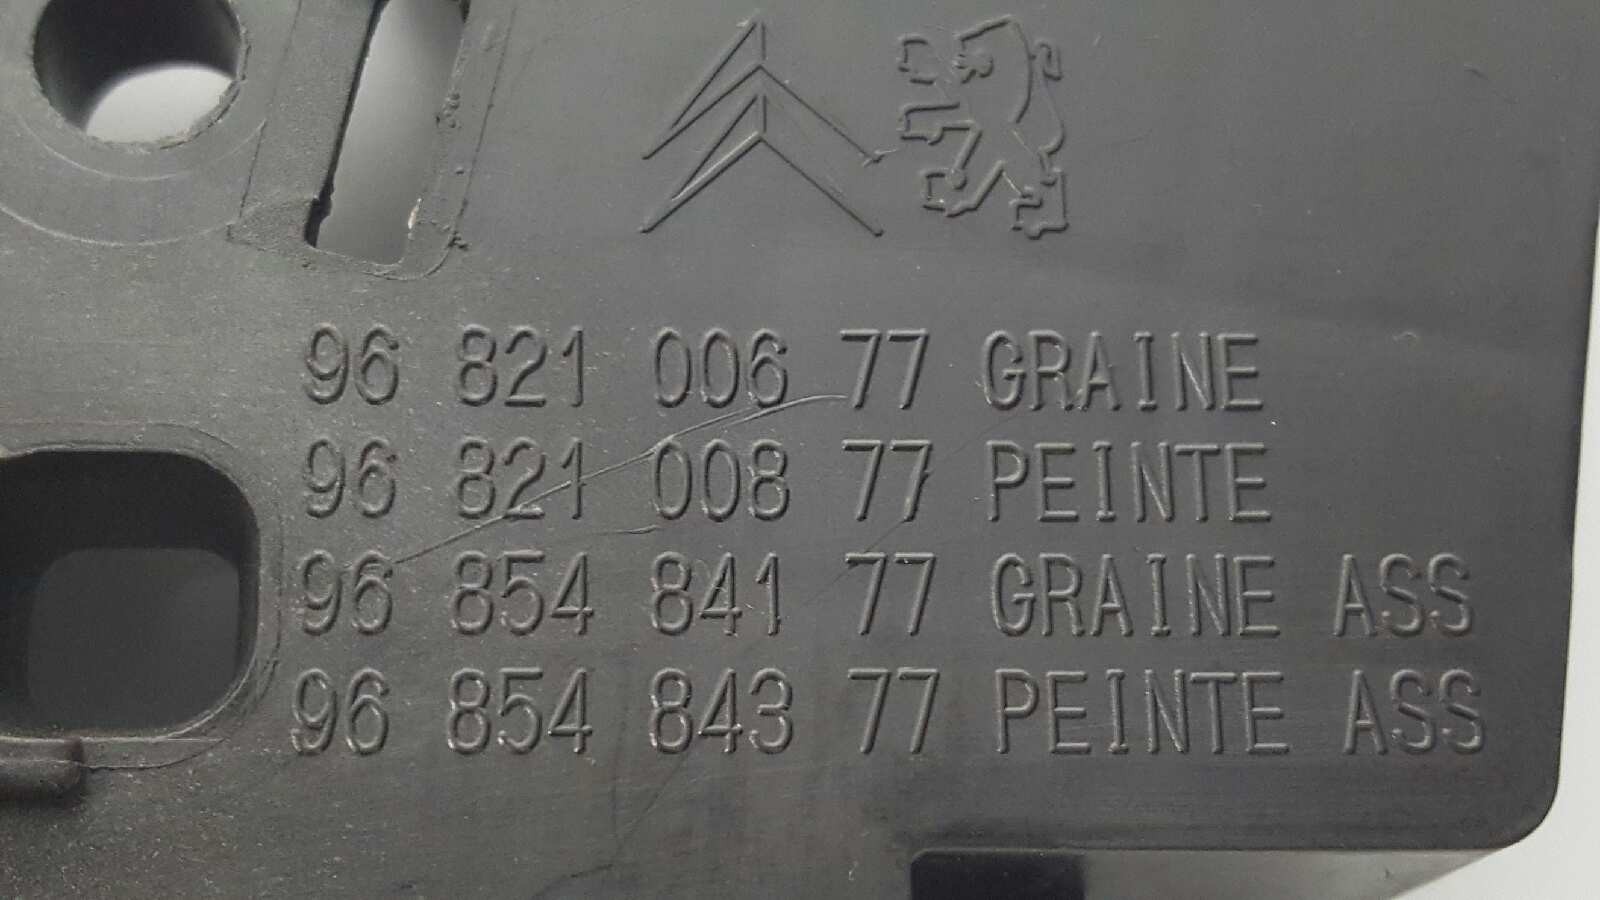 96 821 006 77 GRAINE
96 821 008 77 PEINTE
96 854 841 77 GRAINE ASS
96 854 843 77 PEINTE ASS